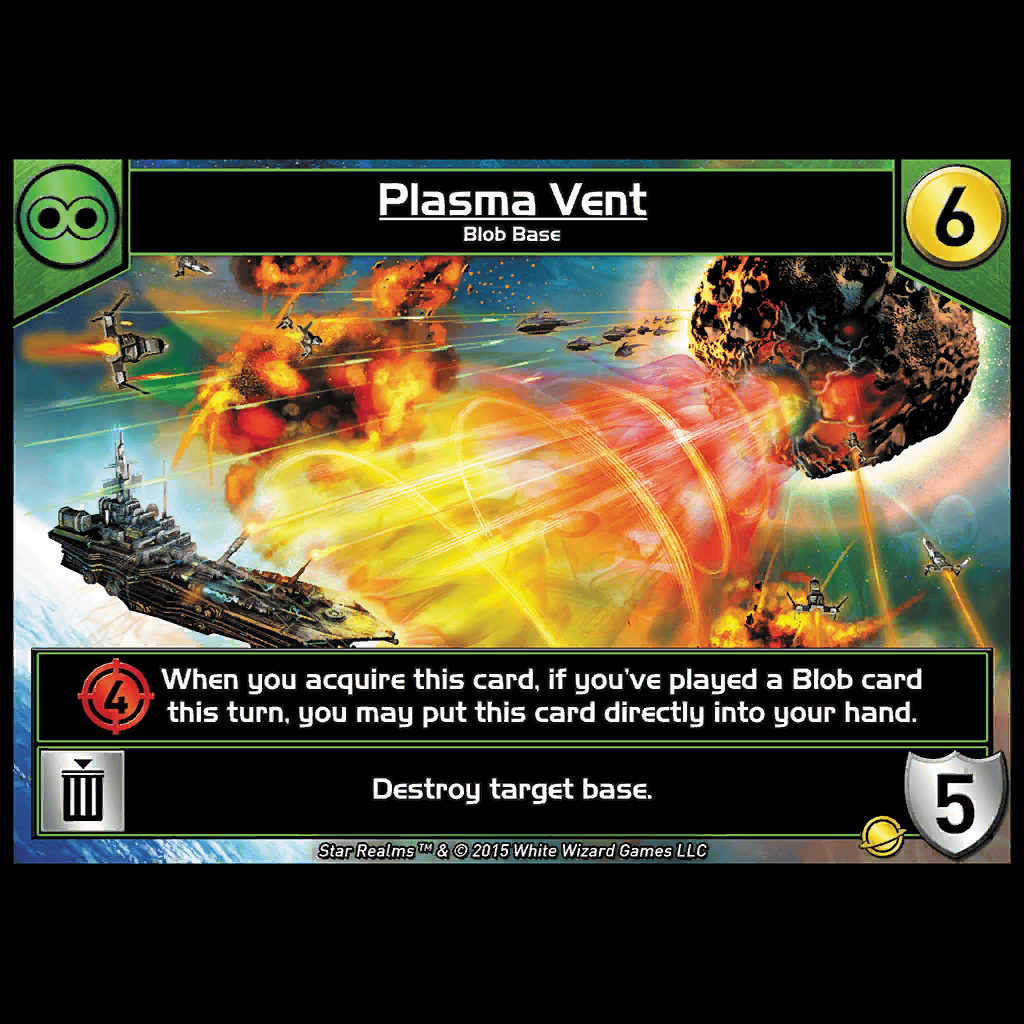 Plasma Vent
Blob Base
6
4
When you acquire this card, if you've played a Blob card
this turn, you may put this card directly into your hand.
Destroy target base.
5
Star Realms™ & © 2015 White Wizard Games LLC